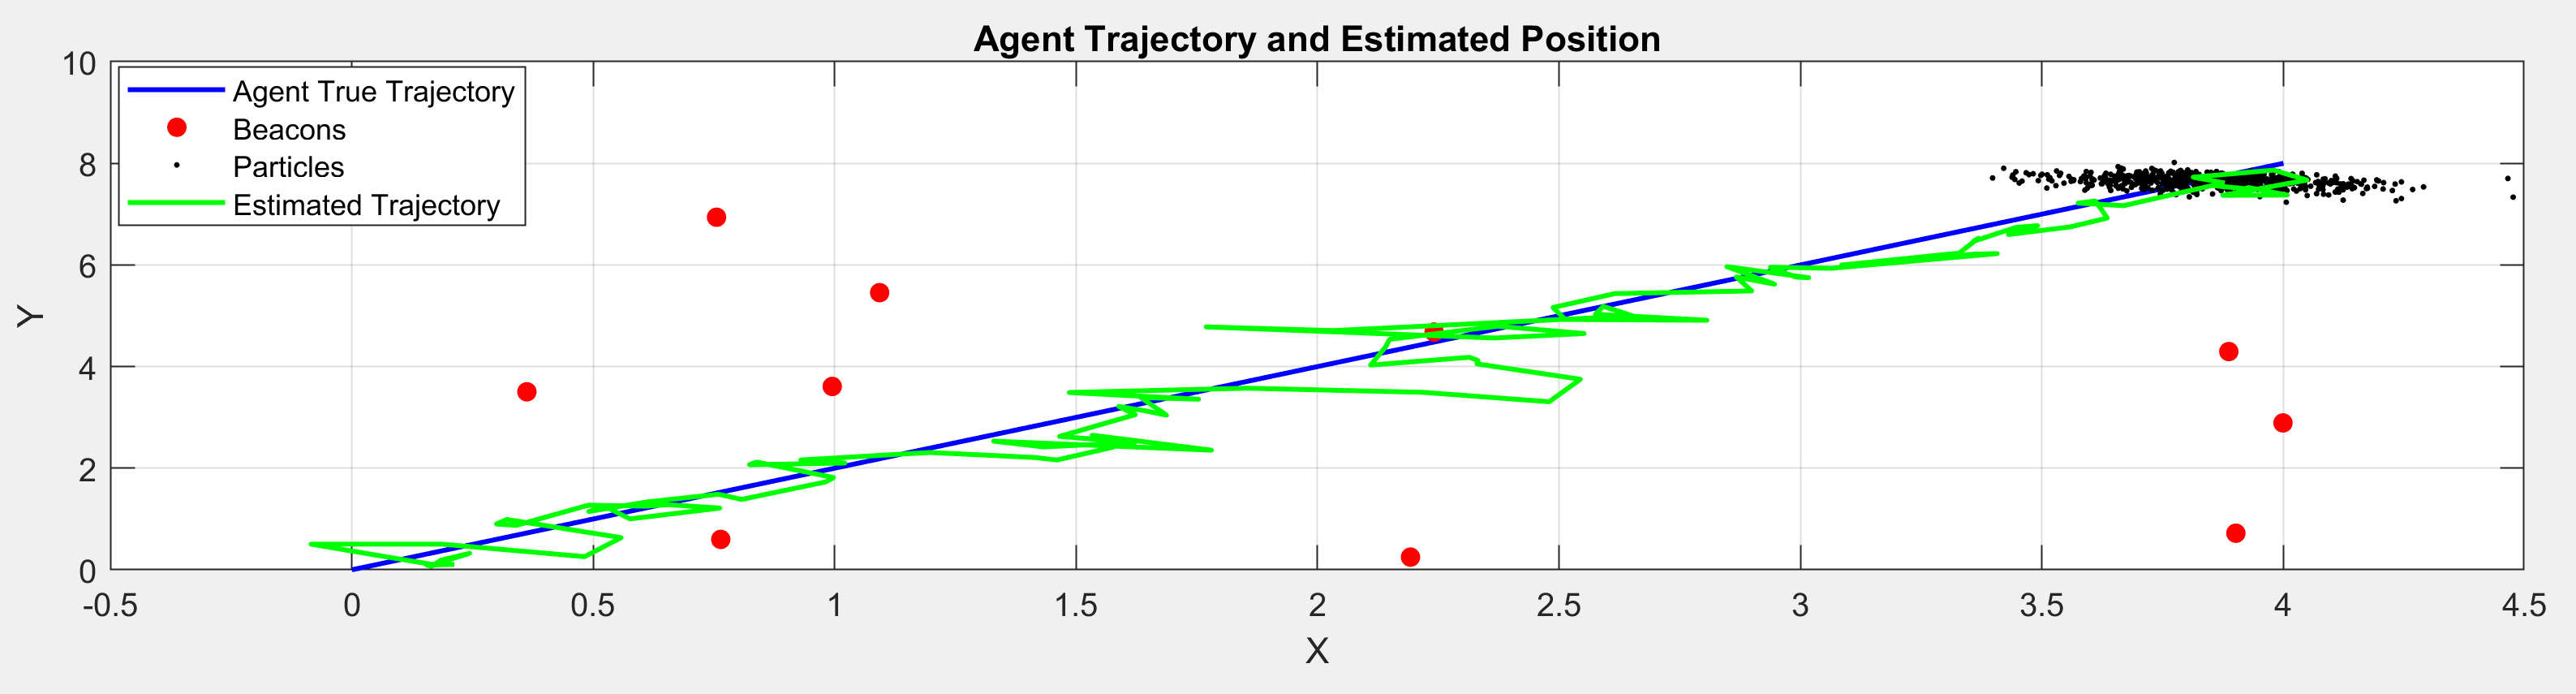 Agent Trajectory and Estimated Position
10
8
6
4
2
0
Y
Agent True Trajectory
Beacons
Particles
Estimated Trajectory
-0.5 0 0.5 1 1.5 2 2.5 3 3.5 4 4.5
X